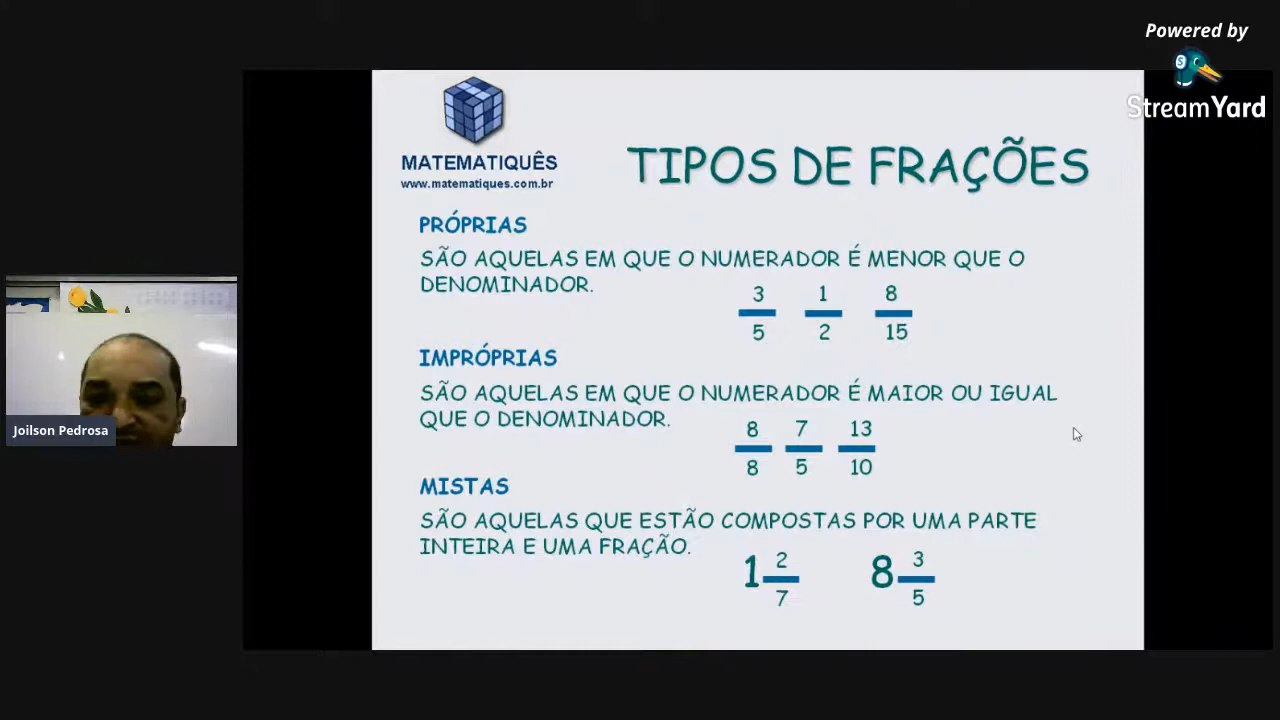 Powered by
StreamYard
MATEMATIQUÊS
www.matematiques.com.br
TIPOS DE FRAÇÕES
PRÓPRIAS
SÃO AQUELAS EM QUE O NUMERADOR É MENOR QUE O
DENOMINADOR.
3 1 8
5 2 15
IMPRÓPRIAS
SÃO AQUELAS EM QUE O NUMERADOR É MAIOR OU IGUAL
QUE O DENOMINADOR.
8 7 13
8 5 10
MISTAS
SÃO AQUELAS QUE ESTÃO COMPOSTAS POR UMA PARTE
INTEIRA E UMA FRAÇÃO.
1 2/7 8 3/5
Joilson Pedrosa